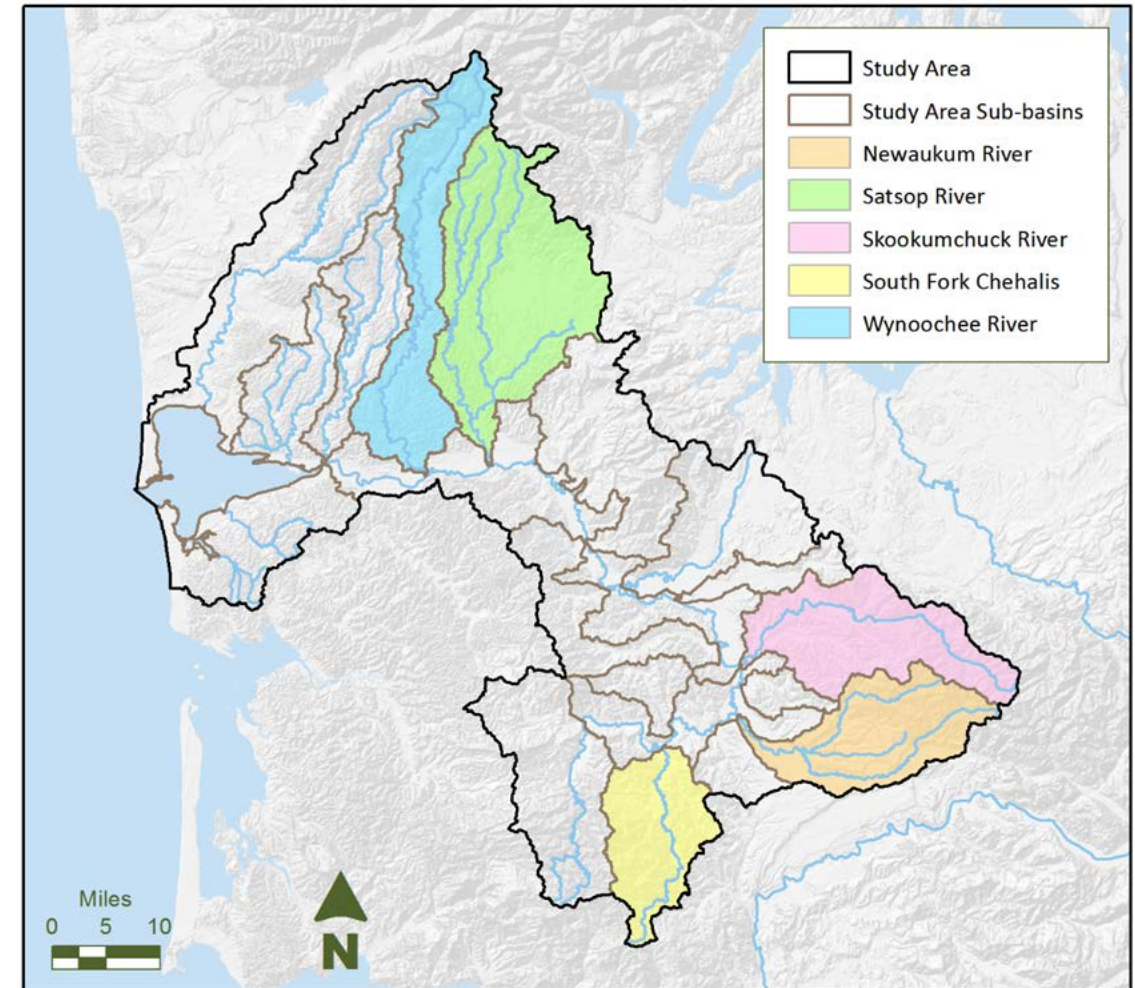 Study Area
Study Area Sub-basins
Newaukum River
Satsop River
Skookumchuck River
South Fork Chehalis
Wynoochee River
Miles
0 5 10
N